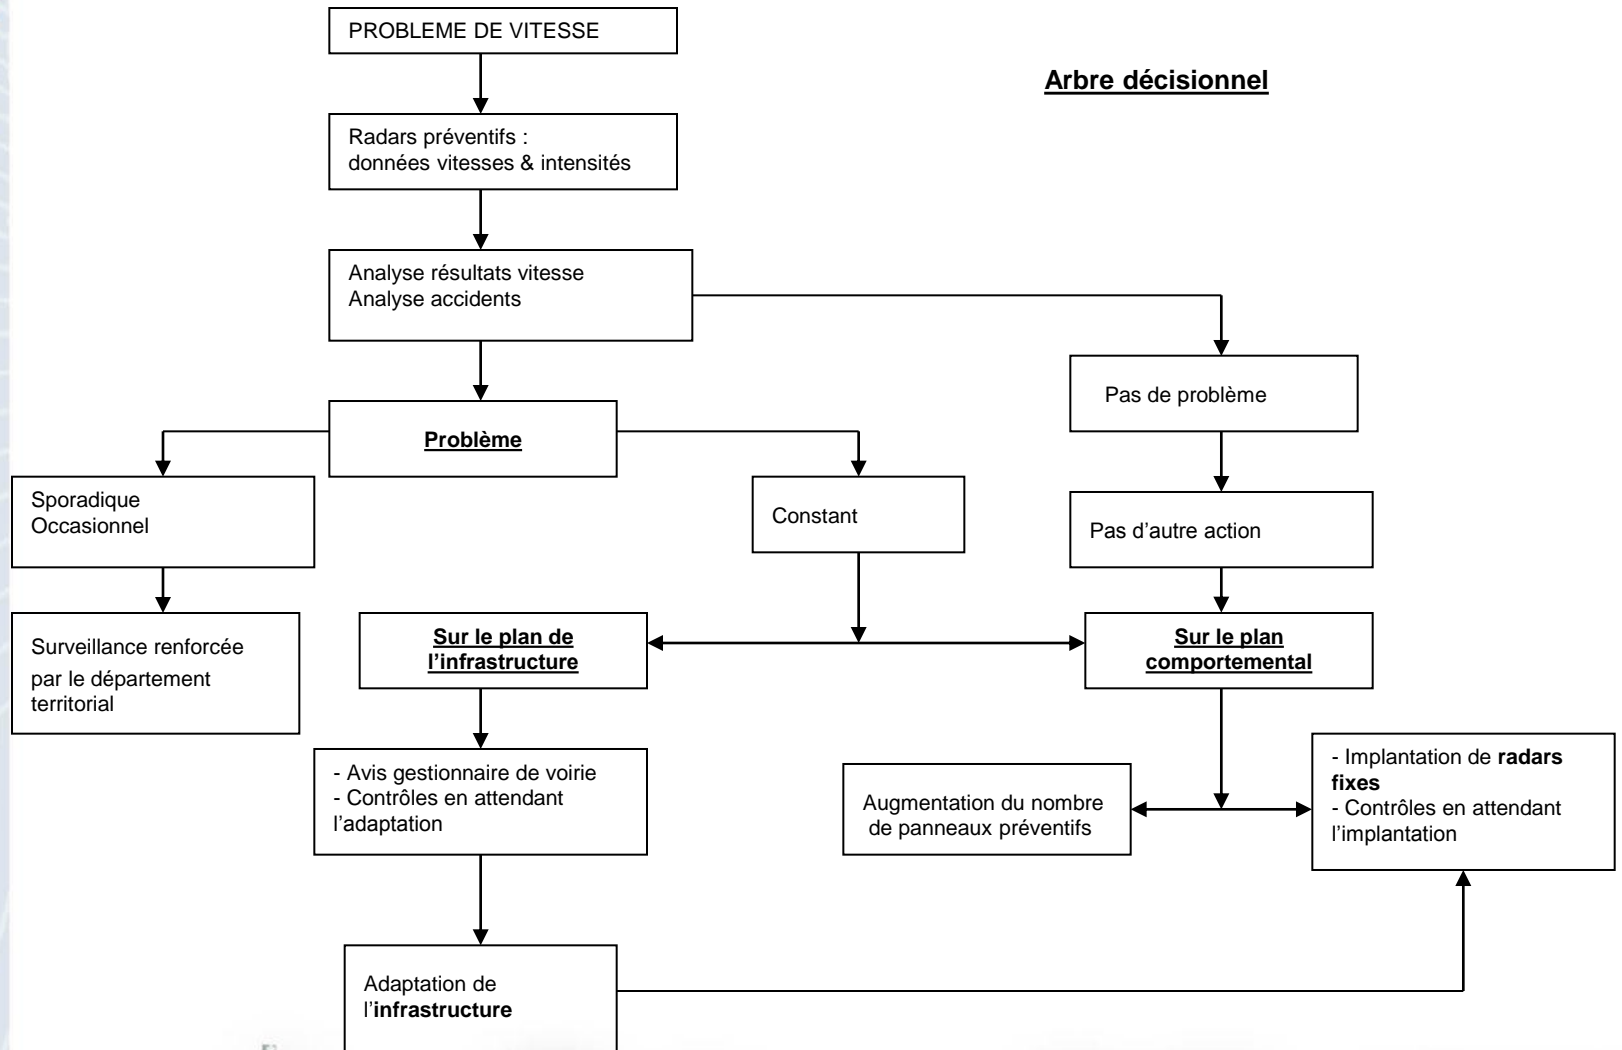 PROBLEME DE VITESSE
Arbre décisionnel
Radars préventifs :
données vitesses & intensités
Analyse résultats vitesse
Analyse accidents
Pas de problème
Problème
Sporadique
Occasionnel
Constant
Pas d’autre action
Surveillance renforcée
par le département
territorial
Sur le plan de
l’infrastructure
Sur le plan
comportemental
- Avis gestionnaire de voirie
- Contrôles en attendant
l’adaptation
Augmentation du nombre
de panneaux préventifs
- Implantation de radars
fixes
- Contrôles en attendant
l’implantation
Adaptation de
l’infrastructure